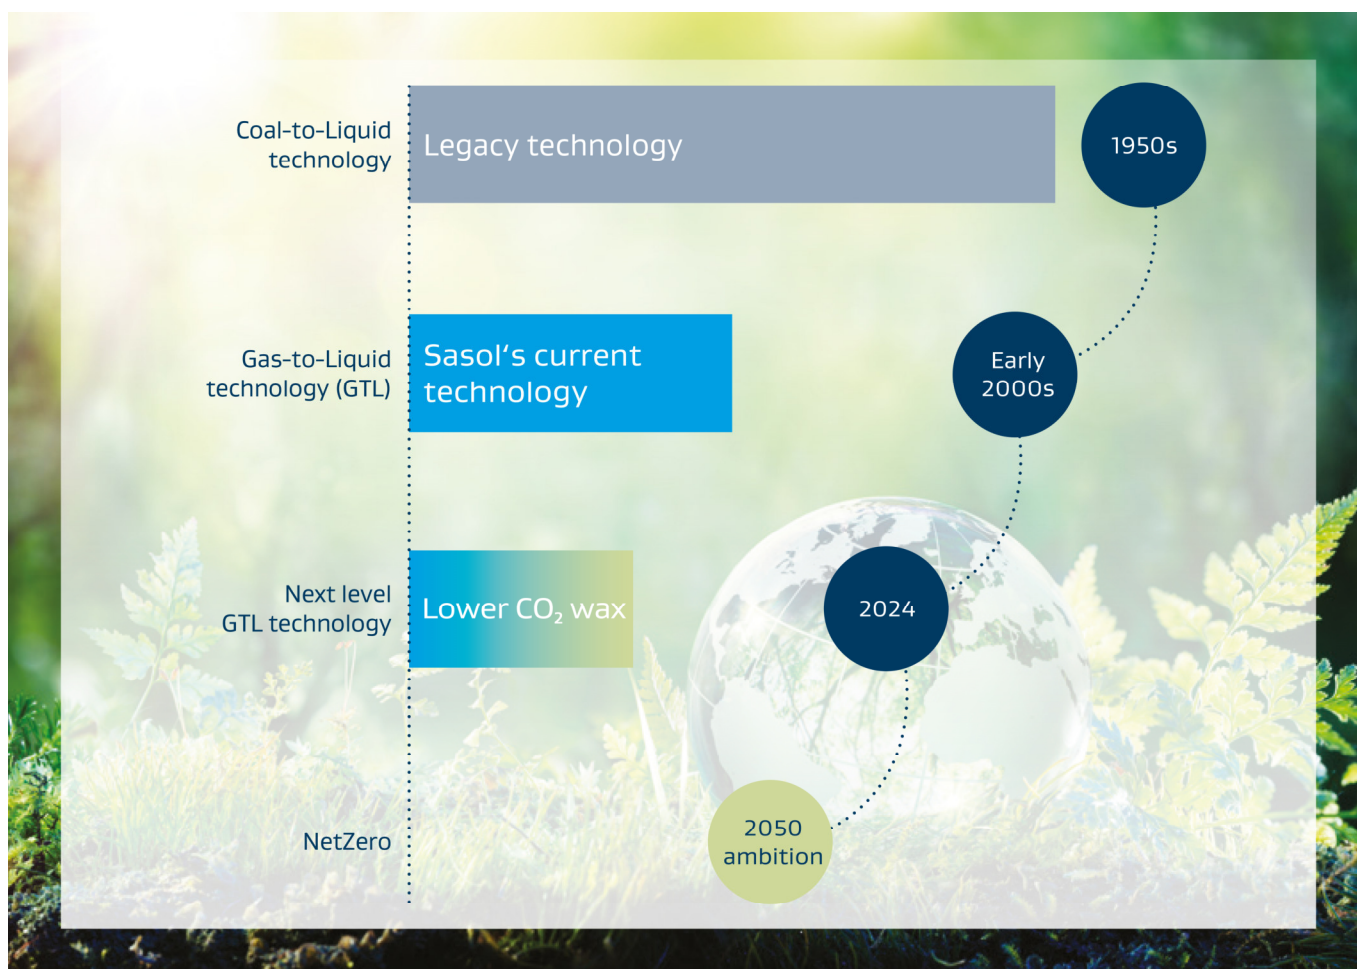 Coal-to-Liquid
technology
Legacy technology
1950s
Gas-to-Liquid
technology (GTL)
Sasol‘s current
technology
Early
2000s
Next level
GTL technology
Lower CO₂ wax
2024
NetZero
2050
ambition